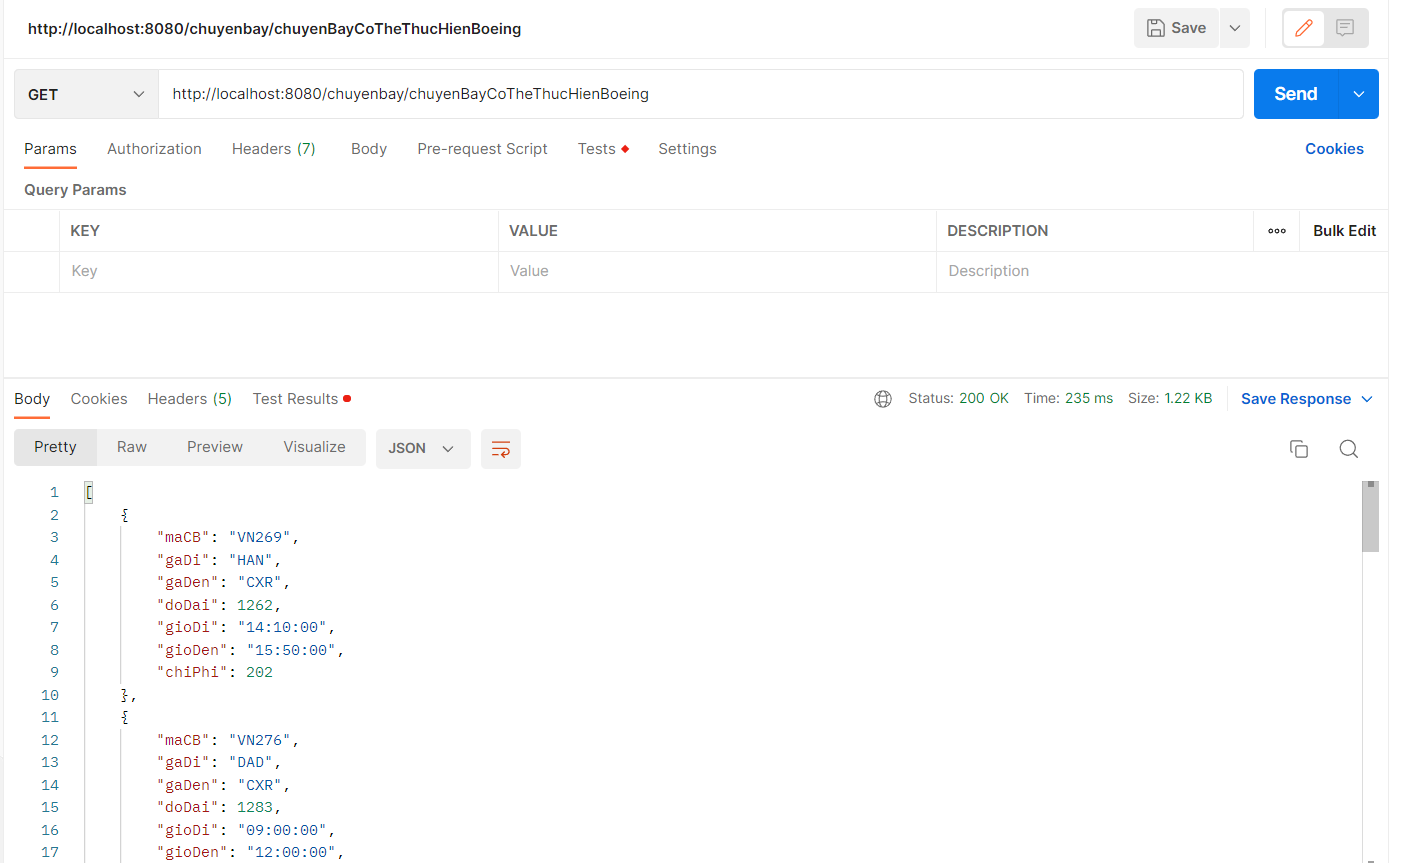 http://localhost:8080/chuyenbay/chuyenBayCoTheThucHienBoeing
Save
GET
http://localhost:8080/chuyenbay/chuyenBayCoTheThucHienBoeing
Send
Params Authorization Headers (7) Body Pre-request Script Tests Settings Cookies
Query Params
KEY VALUE DESCRIPTION ooo Bulk Edit
Key Value Description
Body Cookies Headers (5) Test Results Status: 200 OK Time: 235 ms Size: 1.22 KB Save Response
Pretty Raw Preview Visualize JSON
1 [
2 {
3 "maCB": "VN269",
4 "gaDi": "HAN",
5 "gaDen": "CXR",
6 "doDai": 1262,
7 "gioDi": "14:10:00",
8 "gioDen": "15:50:00",
9 "chiPhi": 202
10 },
11 {
12 "maCB": "VN276",
13 "gaDi": "DAD",
14 "gaDen": "CXR",
15 "doDai": 1283,
16 "gioDi": "09:00:00",
17 "gioDen": "12:00:00",